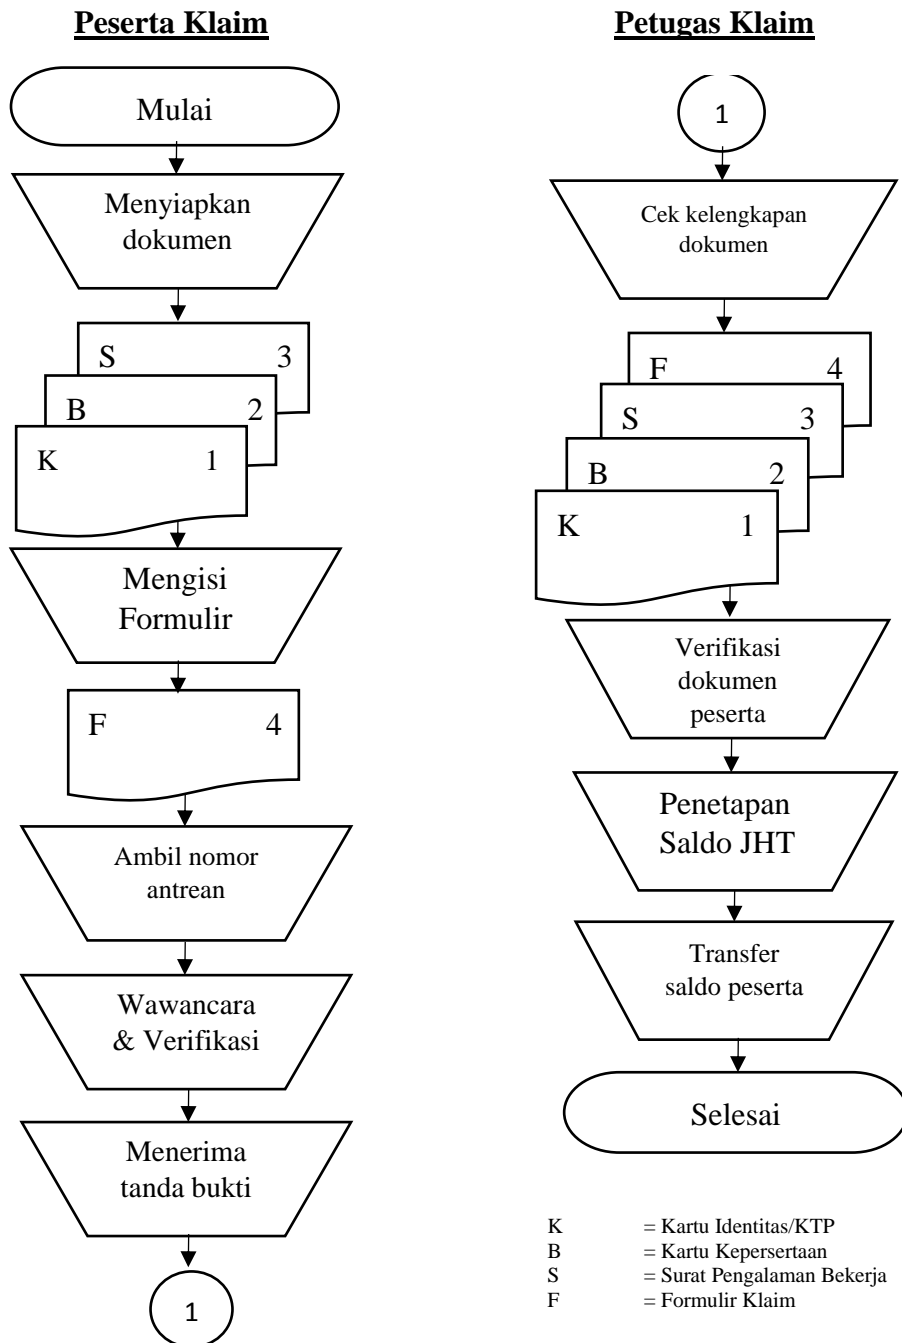 Peserta Klaim
Mulai
Menyiapkan
dokumen
S 3
B 2
K 1
Mengisi
Formulir
F 4
Ambil nomor
antrean
Wawancara
& Verifikasi
Menerima
tanda bukti
1
Petugas Klaim
1
Cek kelengkapan
dokumen
F 4
S 3
B 2
K 1
Verifikasi
dokumen
peserta
Penetapan
Saldo JHT
Transfer
saldo peserta
Selesai
K = Kartu Identitas/KTP
B = Kartu Kepersertaan
S = Surat Pengalaman Bekerja
F = Formulir Klaim